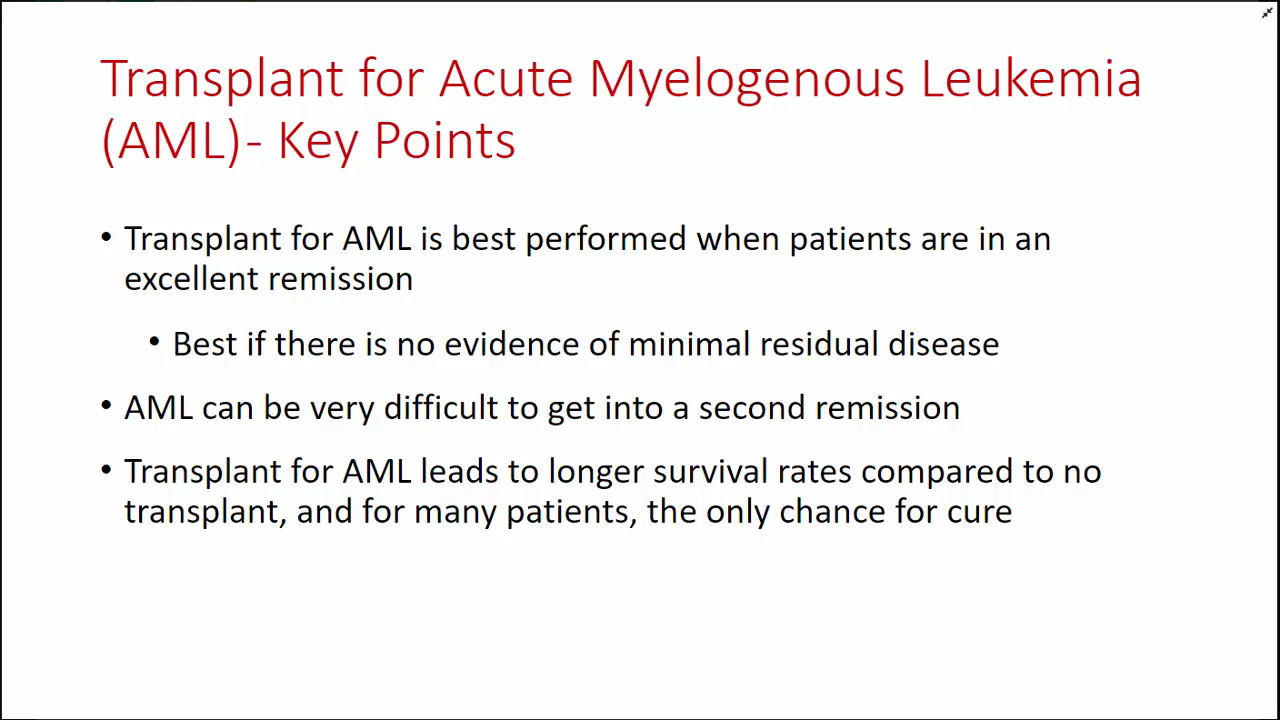 Transplant for Acute Myelogenous Leukemia
(AML)- Key Points
• Transplant for AML is best performed when patients are in an
excellent remission
• Best if there is no evidence of minimal residual disease
• AML can be very difficult to get into a second remission
• Transplant for AML leads to longer survival rates compared to no
transplant, and for many patients, the only chance for cure